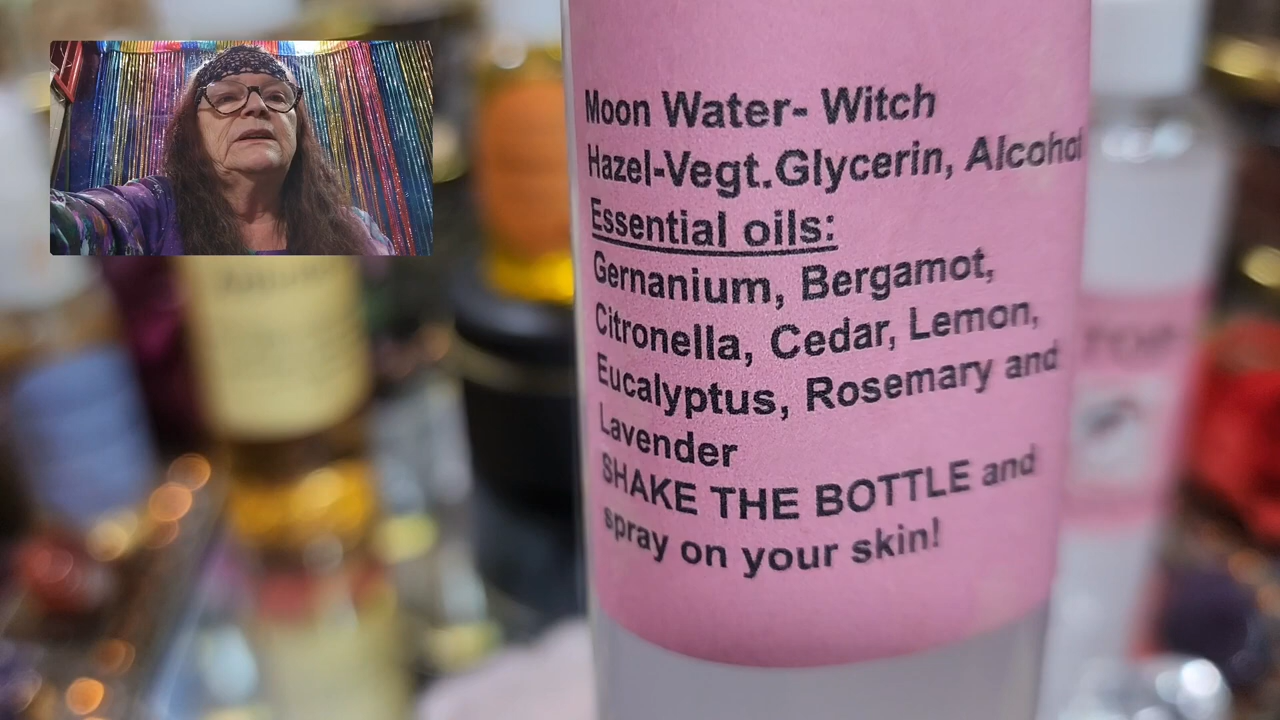 Moon Water- Witch
Hazel-Vegt.Glycerin, Alcohol
Essential oils:
Gernanium, Bergamot,
Citronella, Cedar, Lemon,
Eucalyptus, Rosemary and
Lavender
SHAKE THE BOTTLE and
spray on your skin!